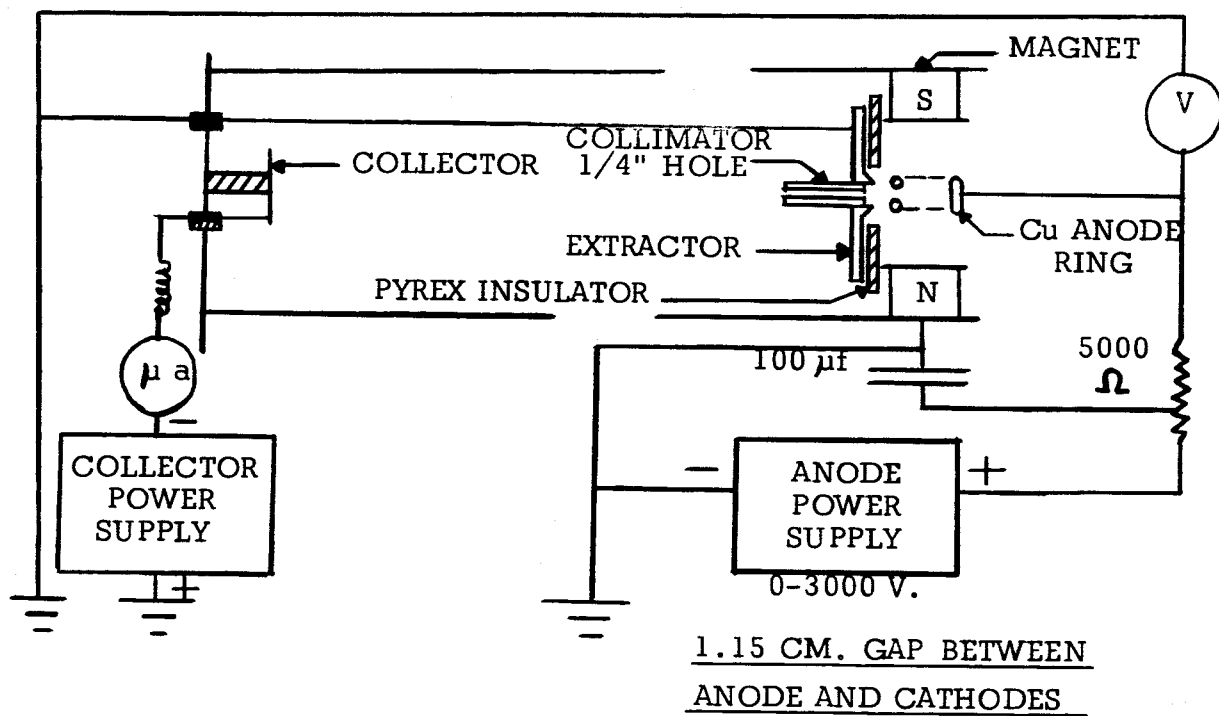 MAGNET
S
V
COLLIMATOR
1/4" HOLE
COLLECTOR
Cu ANODE
RING
EXTRACTOR
PYREX INSULATOR
N
100 μf
5000
Ω
μ a
−
COLLECTOR
POWER
SUPPLY
+
−
ANODE
POWER
SUPPLY
+
0-3000 V.
1.15 CM. GAP BETWEEN
ANODE AND CATHODES